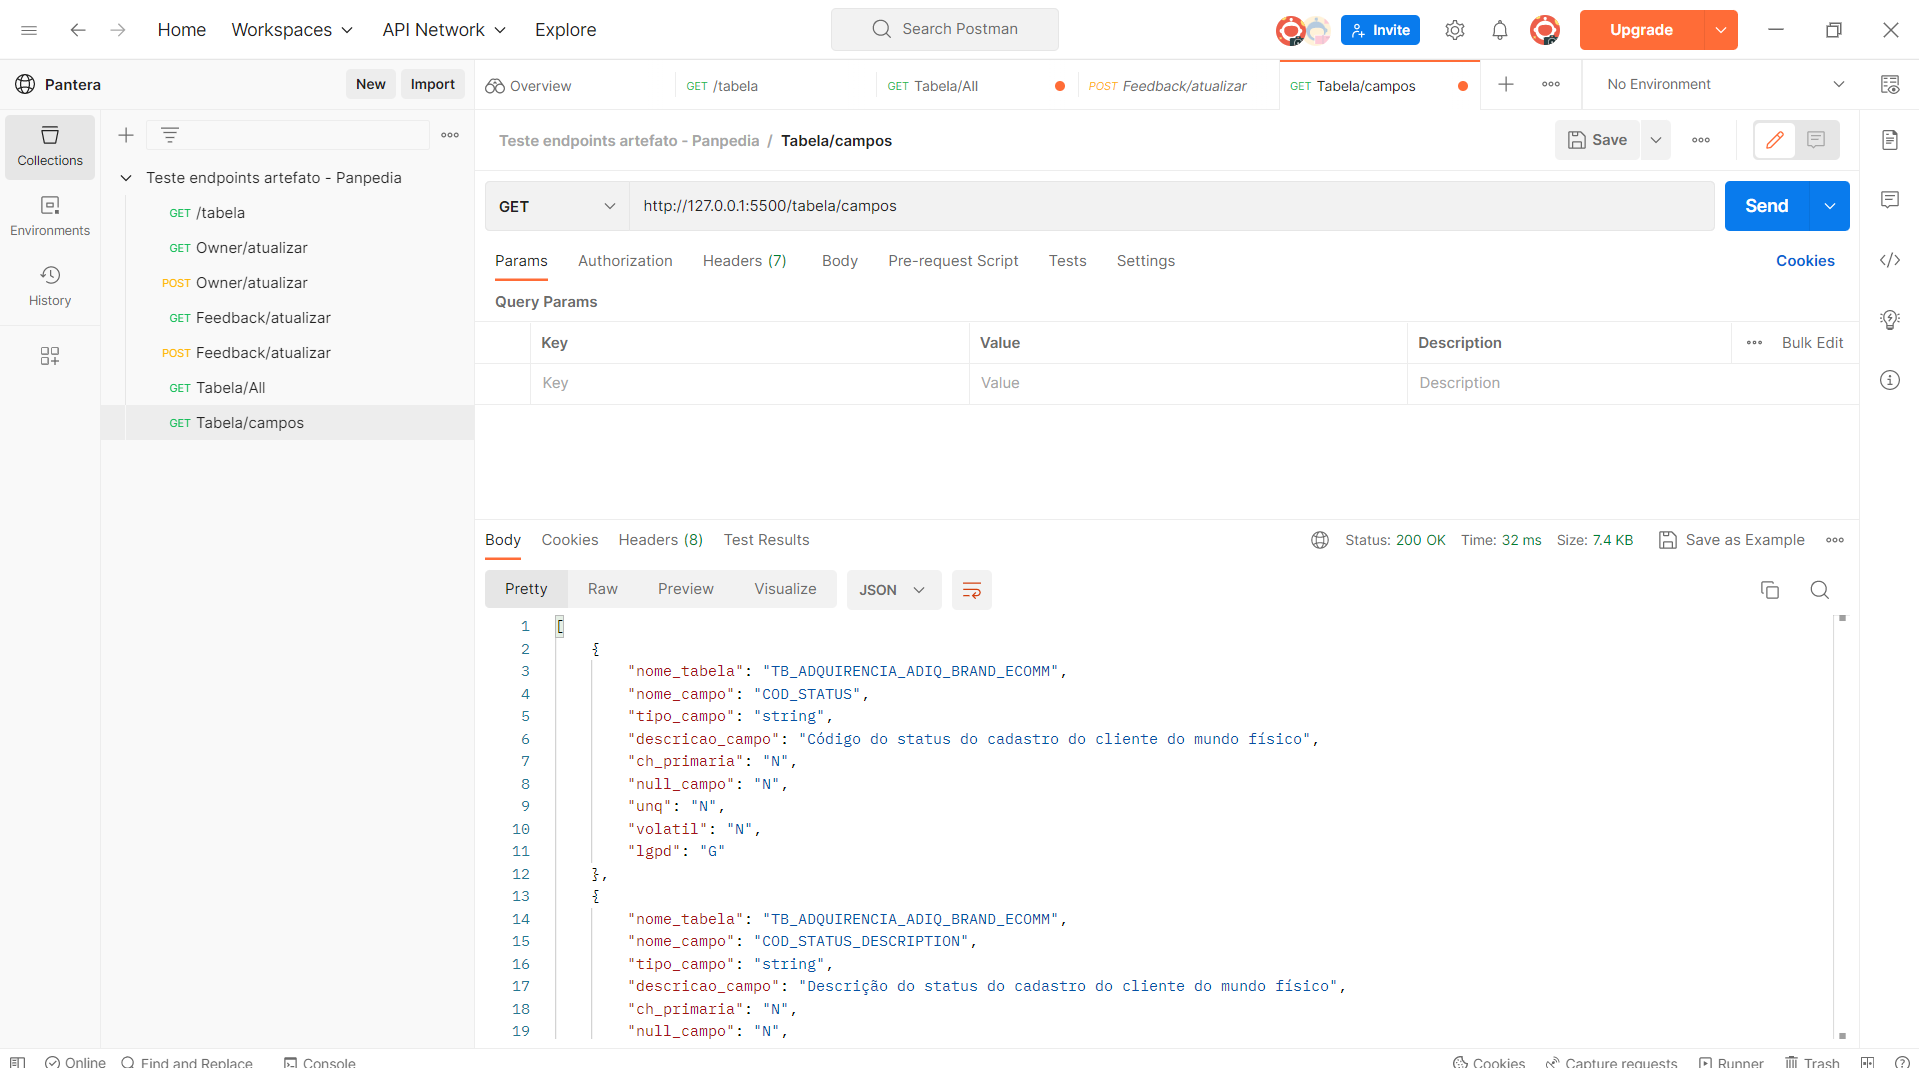 Home Workspaces API Network Explore Search Postman Invite Upgrade
Pantera New Import Overview GET /tabela GET Tabela/All POST Feedback/atualizar GET Tabela/campos No Environment
Collections
Environments
History
Teste endpoints artefato - Panpedia
GET /tabela
GET Owner/atualizar
POST Owner/atualizar
GET Feedback/atualizar
POST Feedback/atualizar
GET Tabela/All
GET Tabela/campos
Teste endpoints artefato - Panpedia / Tabela/campos Save
GET http://127.0.0.1:5500/tabela/campos Send
Params Authorization Headers (7) Body Pre-request Script Tests Settings Cookies
Query Params
Key Value Description Bulk Edit
Key Value Description
Body Cookies Headers (8) Test Results Status: 200 OK Time: 32 ms Size: 7.4 KB Save as Example
Pretty Raw Preview Visualize JSON
1 [
2 {
3 "nome_tabela": "TB_ADQUIRENCIA_ADIQ_BRAND_ECOMM",
4 "nome_campo": "COD_STATUS",
5 "tipo_campo": "string",
6 "descricao_campo": "Código do status do cadastro do cliente do mundo físico",
7 "ch_primaria": "N",
8 "null_campo": "N",
9 "unq": "N",
10 "volatil": "N",
11 "lgpd": "G"
12 },
13 {
14 "nome_tabela": "TB_ADQUIRENCIA_ADIQ_BRAND_ECOMM",
15 "nome_campo": "COD_STATUS_DESCRIPTION",
16 "tipo_campo": "string",
17 "descricao_campo": "Descrição do status do cadastro do cliente do mundo físico",
18 "ch_primaria": "N",
19 "null_campo": "N",
Online Find and Replace Console Cookies Capture requests Runner Trash